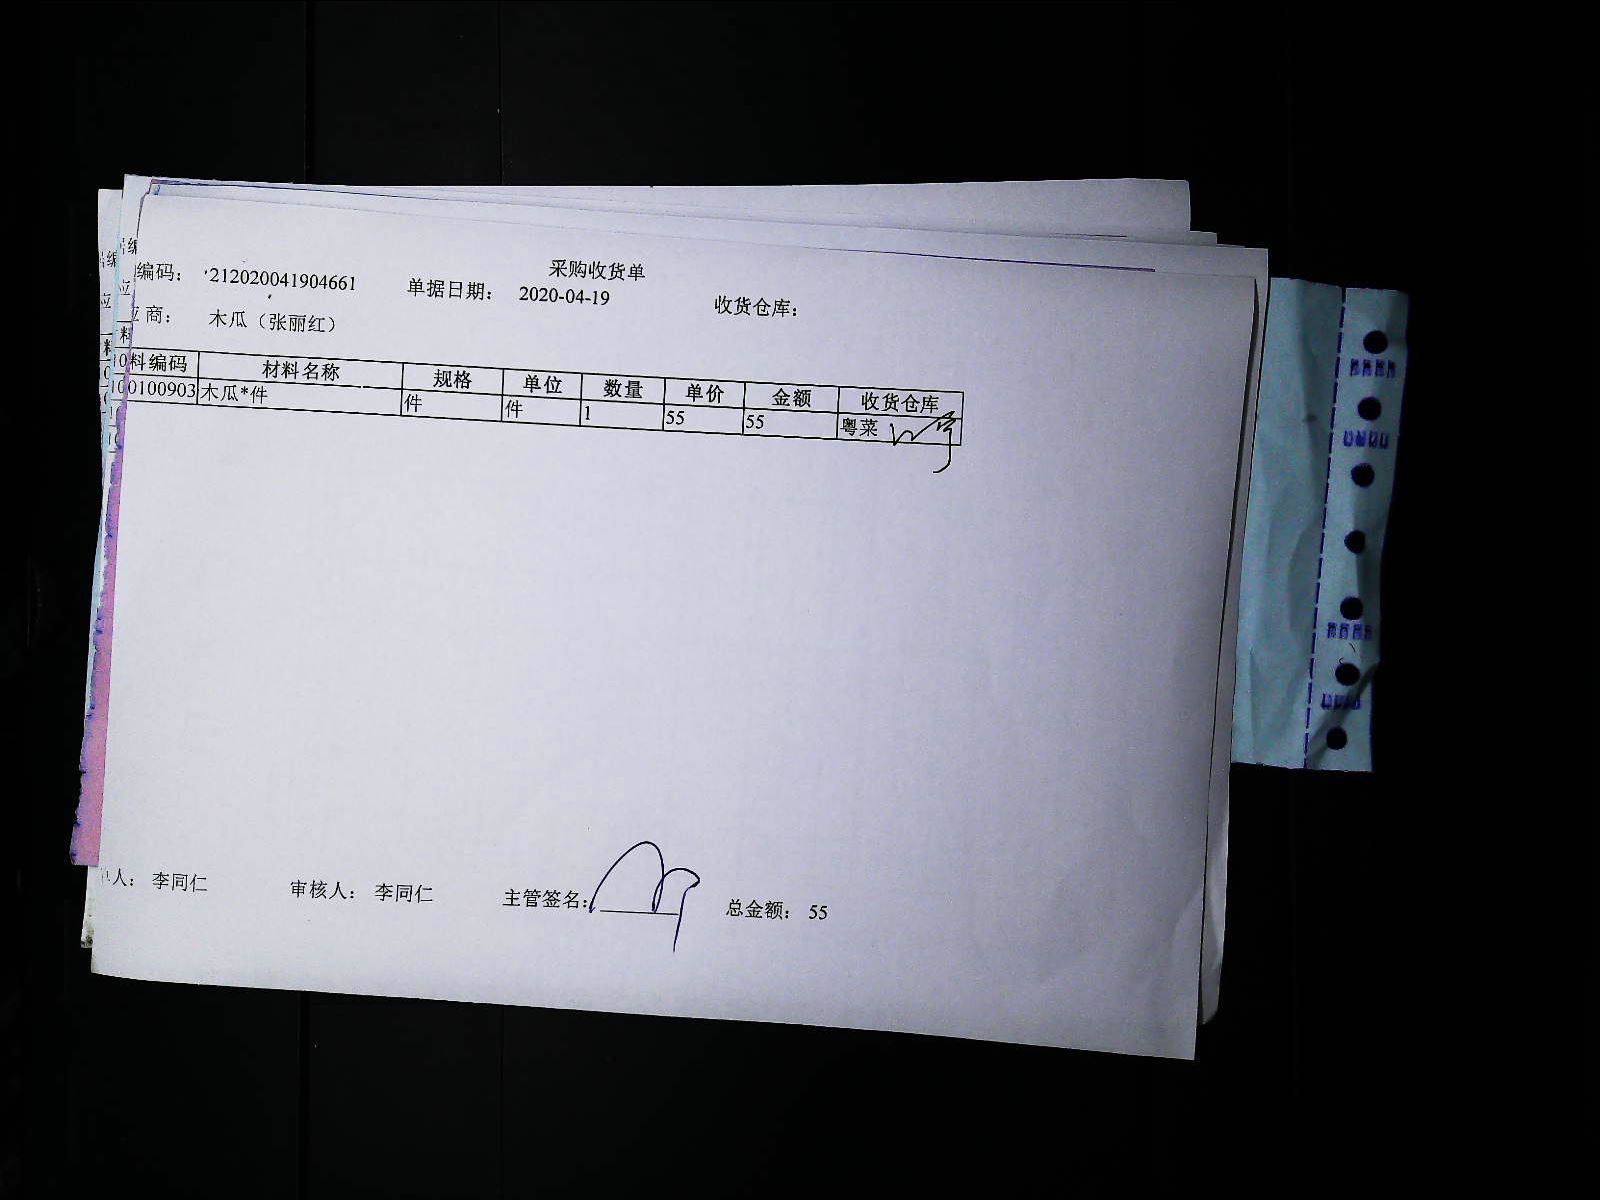 采购收货单
编码： 212020041904661 单据日期： 2020-04-19 收货仓库：
商： 木瓜（张丽红）
料编码 材料名称 规格 单位 数量 单价 金额 收货仓库
0100903 木瓜*件 件 件 1 55 55 粤菜
人： 李同仁 审核人： 李同仁 主管签名： 总金额： 55